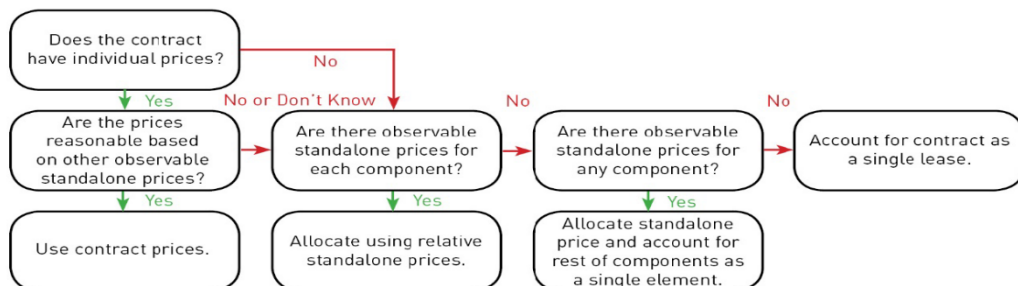 Does the contract
have individual prices?
No
Yes
No or Don't Know
No
No
Are the prices
reasonable based
on other observable
standalone prices?
Are there observable
standalone prices for
each component?
Are there observable
standalone prices for
any component?
Account for contract as
a single lease.
Yes
Yes
Yes
Use contract prices.
Allocate using relative
standalone prices.
Allocate standalone
price and account for
rest of components as
a single element.